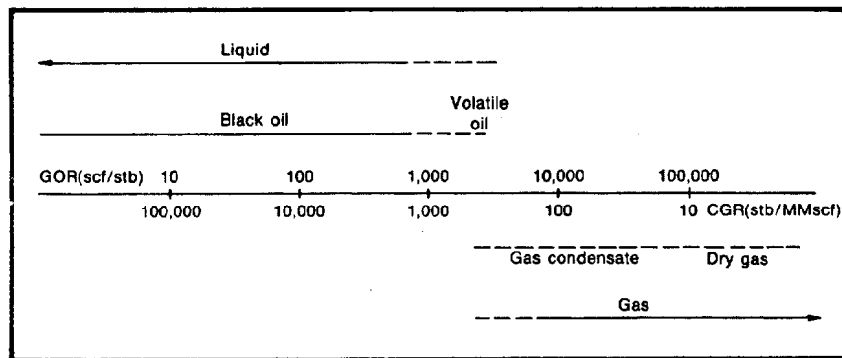 Liquid
Black oil
Volatile
oil
GOR(scf/stb) 10 100 1,000 10,000 100,000
100,000 10,000 1,000 100 10 CGR(stb/MMscf)
Gas condensate Dry gas
Gas